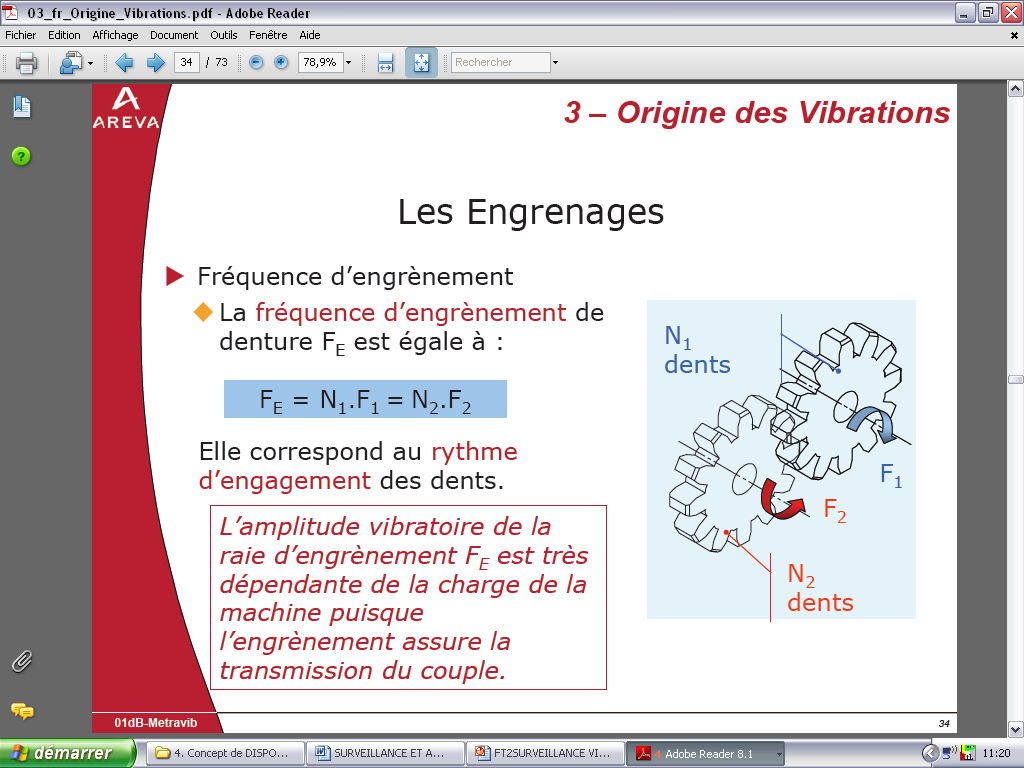 03_fr_Origine_Vibrations.pdf - Adobe Reader
Fichier Edition Affichage Document Outils Fenêtre Aide
34 / 73 78,9% Rechercher
AREVA
3 – Origine des Vibrations
Les Engrenages
Fréquence d’engrènement
La fréquence d’engrènement de
denture FE est égale à :
FE = N1.F1 = N2.F2
Elle correspond au rythme
d’engagement des dents.
L’amplitude vibratoire de la
raie d’engrènement FE est très
dépendante de la charge de la
machine puisque
l’engrènement assure la
transmission du couple.
N1
dents
F1
F2
N2
dents
01dB-Metravib
34
démarrer
4. Concept de DISPO...
SURVEILLANCE ET A...
FT2SURVEILLANCE VI...
Adobe Reader 8.1
11:20